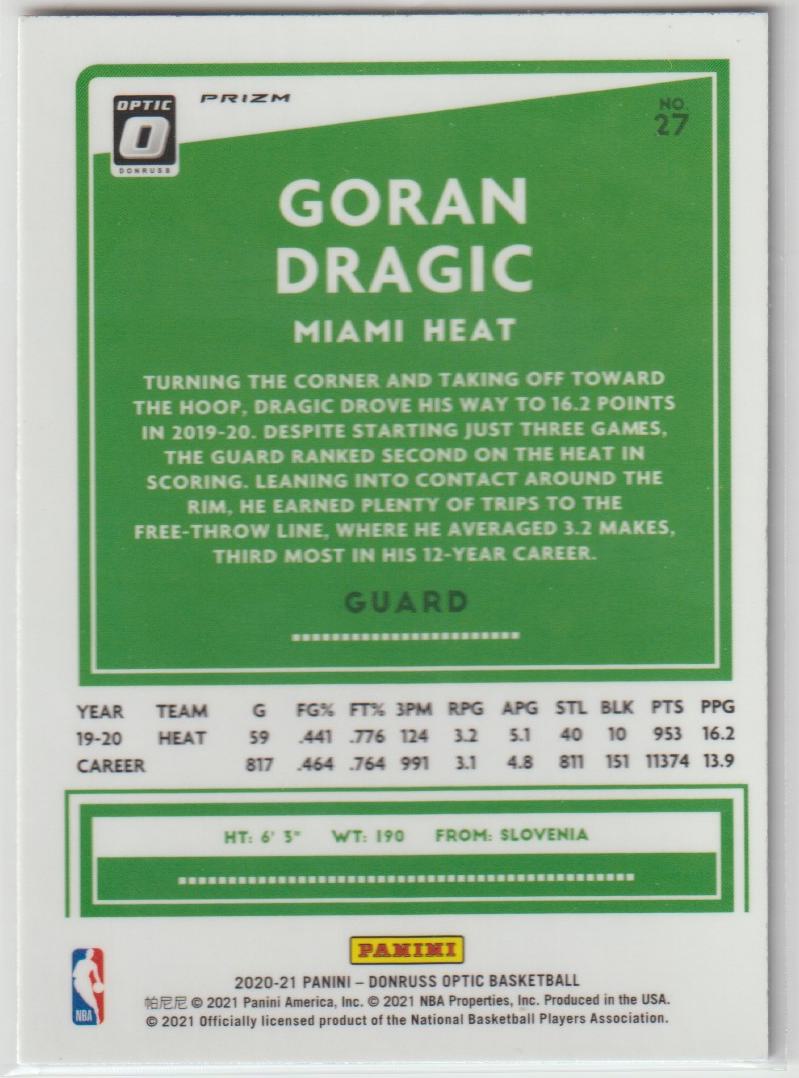 OPTIC
O
DONRUSS
PRIZM
NO.
27
GORAN
DRAGIC
MIAMI HEAT
TURNING THE CORNER AND TAKING OFF TOWARD
THE HOOP, DRAGIC DROVE HIS WAY TO 16.2 POINTS
IN 2019-20. DESPITE STARTING JUST THREE GAMES,
THE GUARD RANKED SECOND ON THE HEAT IN
SCORING. LEANING INTO CONTACT AROUND THE
RIM, HE EARNED PLENTY OF TRIPS TO THE
FREE-THROW LINE, WHERE HE AVERAGED 3.2 MAKES,
THIRD MOST IN HIS 12-YEAR CAREER.
GUARD
YEAR TEAM G FG% FT% 3PM RPG APG STL BLK PTS PPG
19-20 HEAT 59 .441 .776 124 3.2 5.1 40 10 953 16.2
CAREER 817 .464 .764 991 3.1 4.8 811 151 11374 13.9
HT: 6' 3" WT: 190 FROM: SLOVENIA
PANINI
NBA
2020-21 PANINI – DONRUSS OPTIC BASKETBALL
帕尼尼 © 2021 Panini America, Inc. © 2021 NBA Properties, Inc. Produced in the USA.
© 2021 Officially licensed product of the National Basketball Players Association.